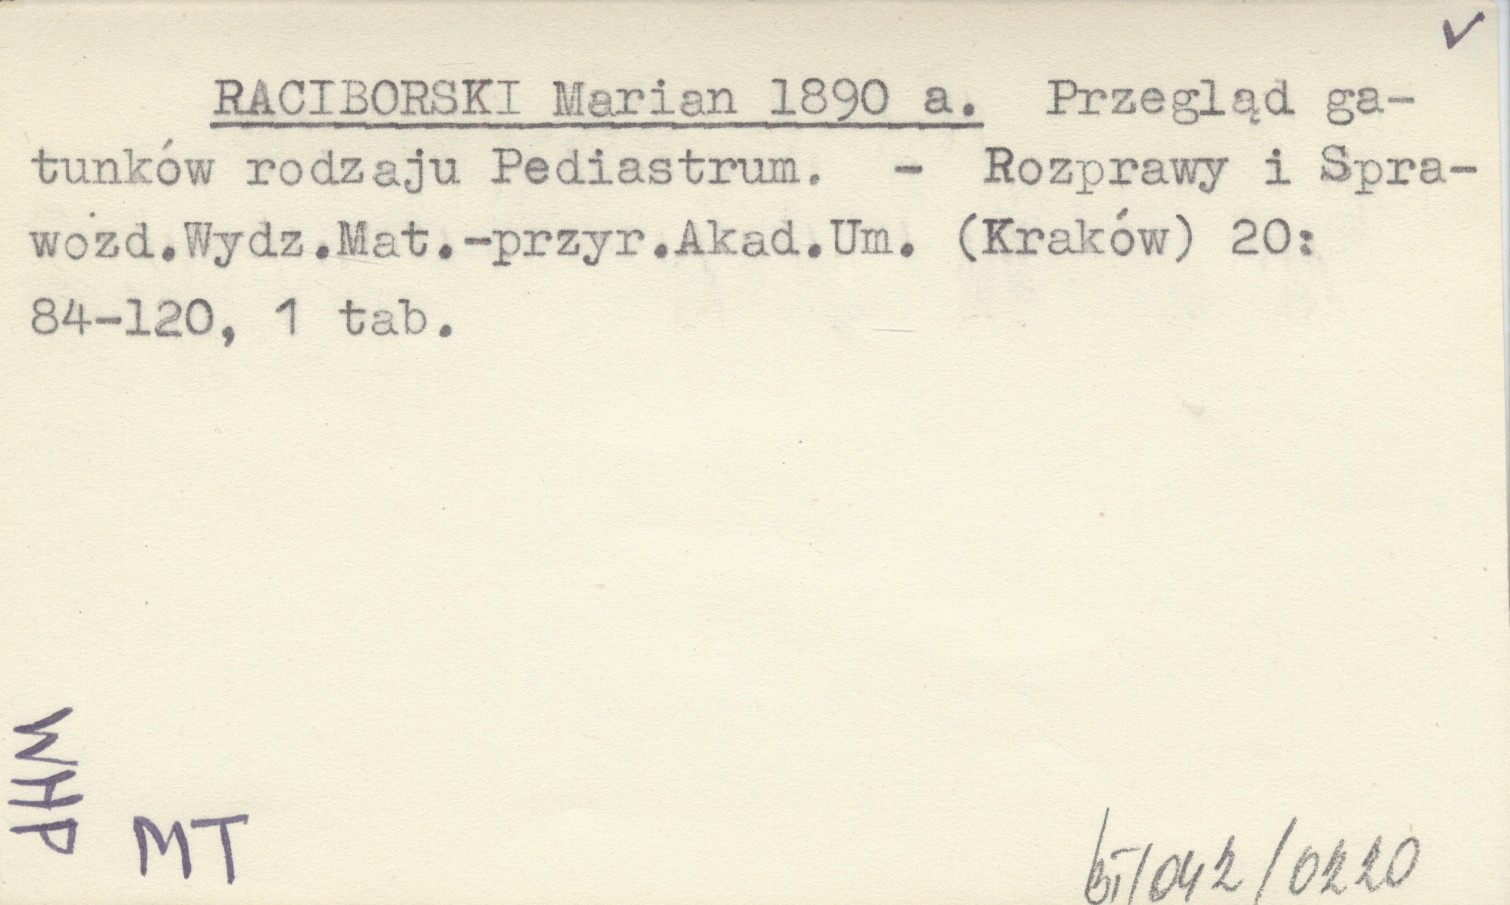 RACIBORSKI Marian 1890 a. Przegląd ga-
tunków rodzaju Pediastrum. - Rozprawy i Spra-
wozd.Wydz.Mat.-przyr.Akad.Um. (Kraków) 20:
84-120, 1 tab.
WHP
MT
/042/0220